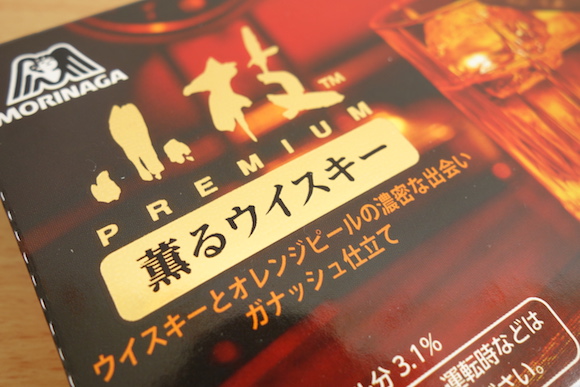 MORINAGA
小枝™
PREMIUM
薫るウイスキー
ウイスキーとオレンジピールの濃密な出会い
ガナッシュ仕立て
分 3.1%
運転時などは
さい。